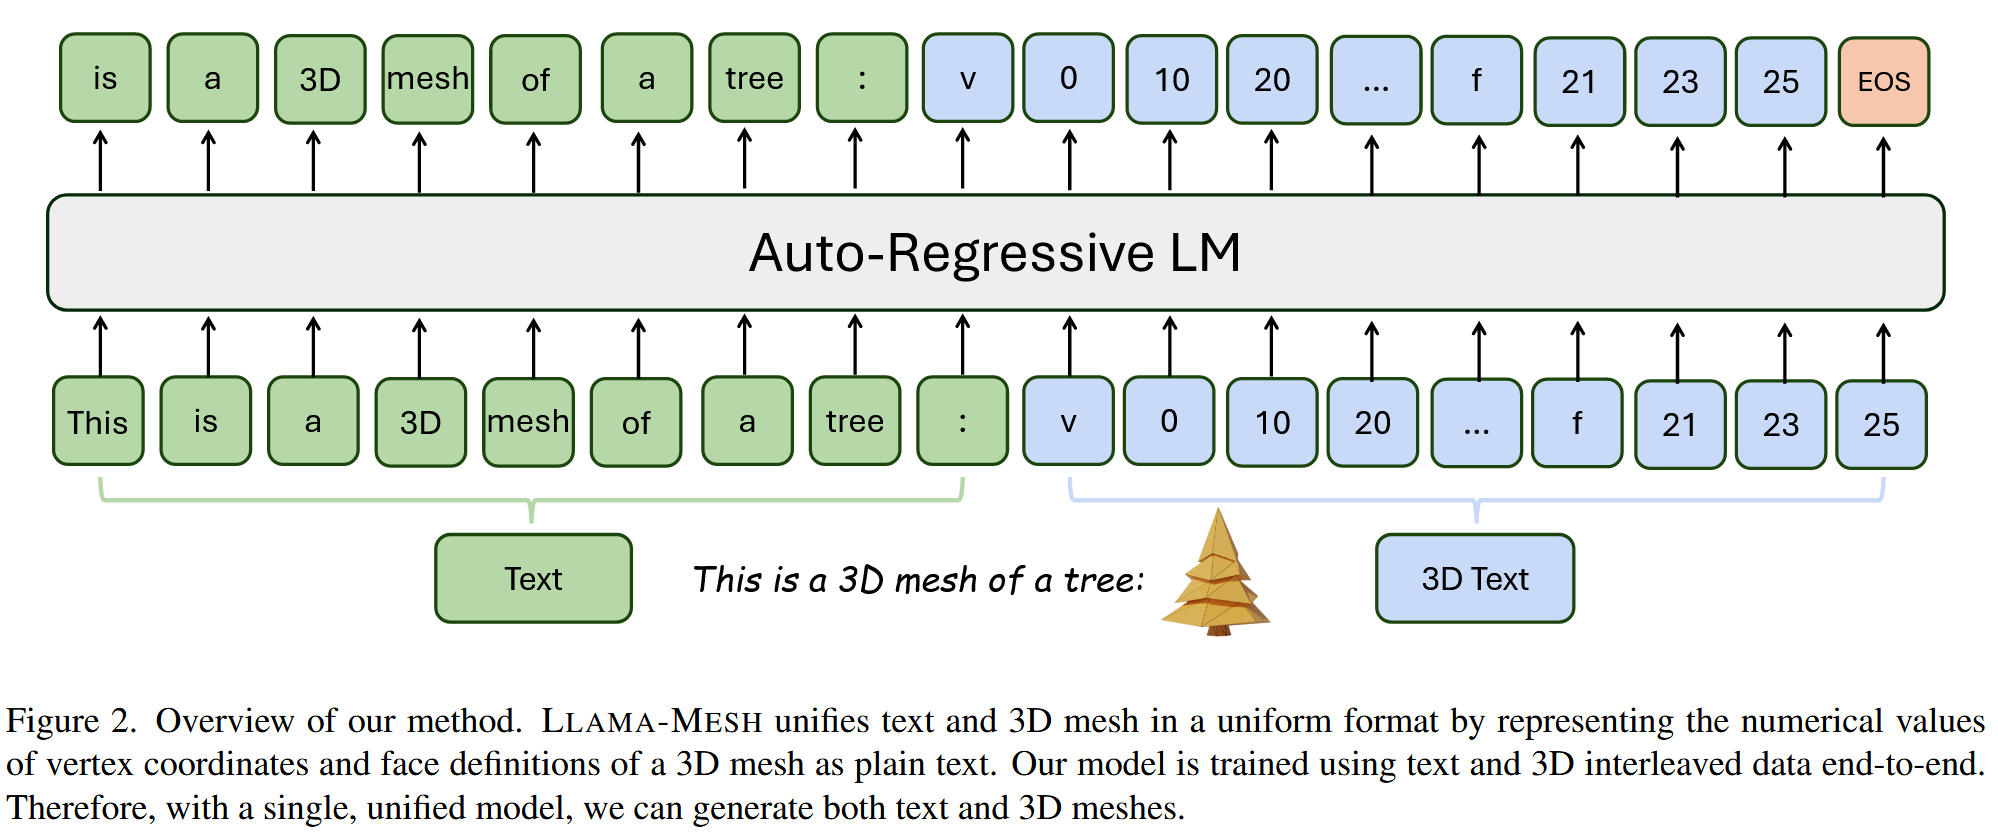 is a 3D mesh of a tree : v 0 10 20 ... f 21 23 25 EOS
Auto-Regressive LM
This is a 3D mesh of a tree : v 0 10 20 ... f 21 23 25
Text This is a 3D mesh of a tree: 3D Text
Figure 2. Overview of our method. LLAMA-MESH unifies text and 3D mesh in a uniform format by representing the numerical values
of vertex coordinates and face definitions of a 3D mesh as plain text. Our model is trained using text and 3D interleaved data end-to-end.
Therefore, with a single, unified model, we can generate both text and 3D meshes.